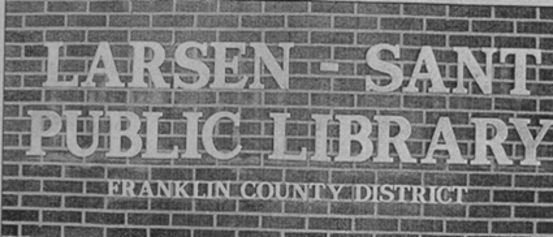 LARSEN - SANT
PUBLIC LIBRARY
FRANKLIN COUNTY DISTRICT